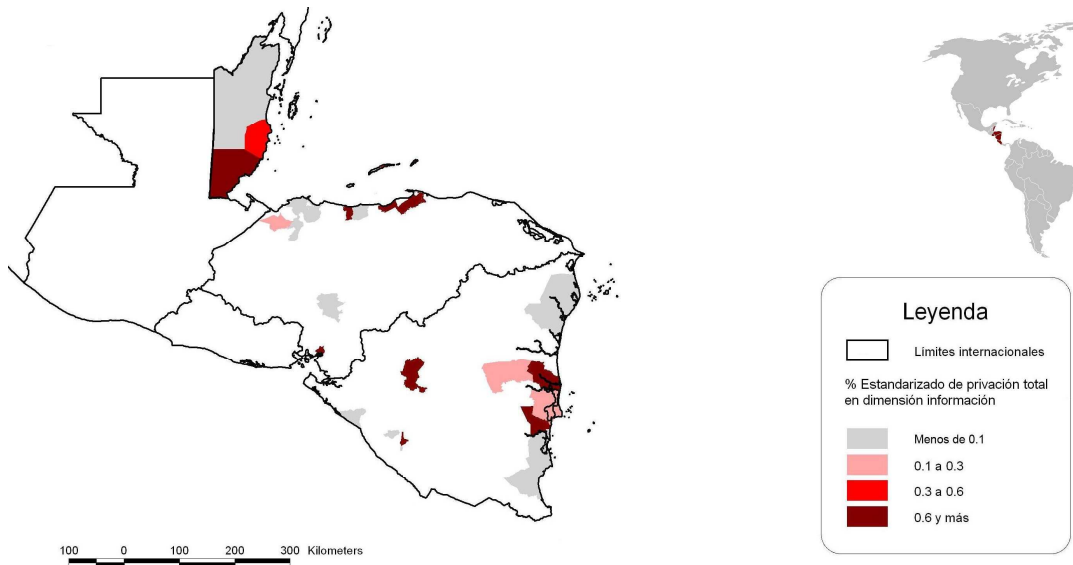 Leyenda
Límites internacionales
% Estandarizado de privación total
en dimensión información
Menos de 0.1
0.1 a 0.3
0.3 a 0.6
0.6 y más
100 0 100 200 300 Kilometers